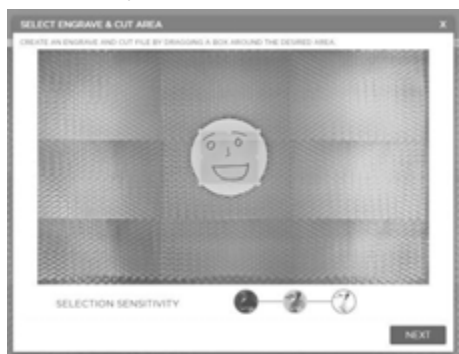 SELECT ENGRAVE & CUT AREA X
CREATE AN ENGRAVE AND CUT FILE BY DRAGGING A BOX AROUND THE DESIRED AREA.
SELECTION SENSITIVITY
NEXT